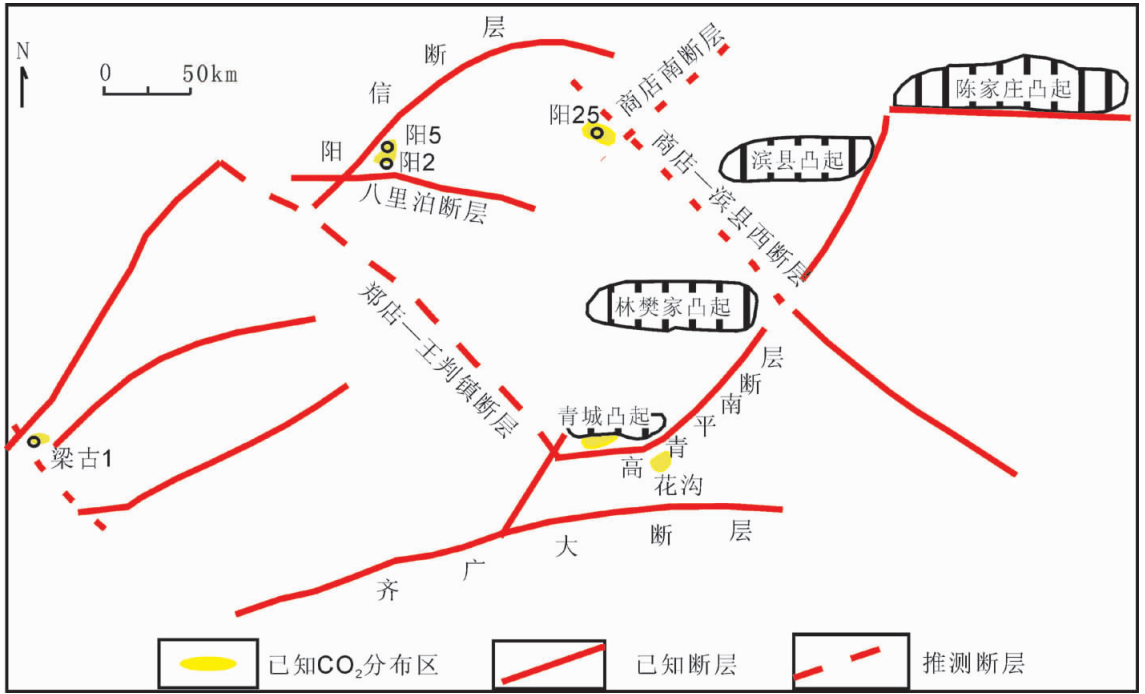 N
0 50km
阳信断层
商店南断层
陈家庄凸起
阳25
阳5
阳2
滨县凸起
八里泊断层
商店—滨县西断层
林樊家凸起
郑店—王判镇断层
青城凸起
高青平南断层
花沟
梁古1
齐广大断层
已知CO₂分布区
已知断层
推测断层